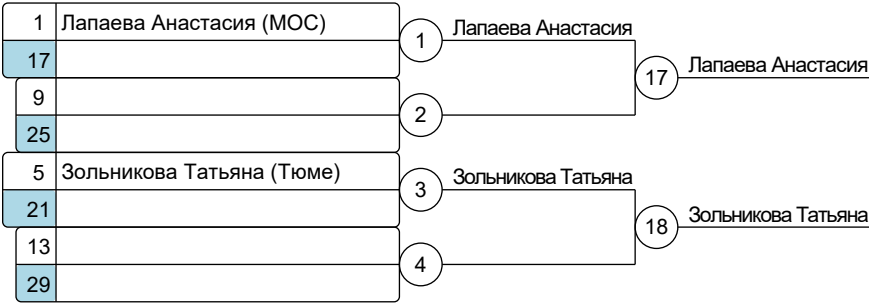 1 Лапаева Анастасия (МОС)
17
1 Лапаева Анастасия
17 Лапаева Анастасия
9
25
2
5 Зольникова Татьяна (Тюме)
21
3 Зольникова Татьяна
18 Зольникова Татьяна
13
29
4